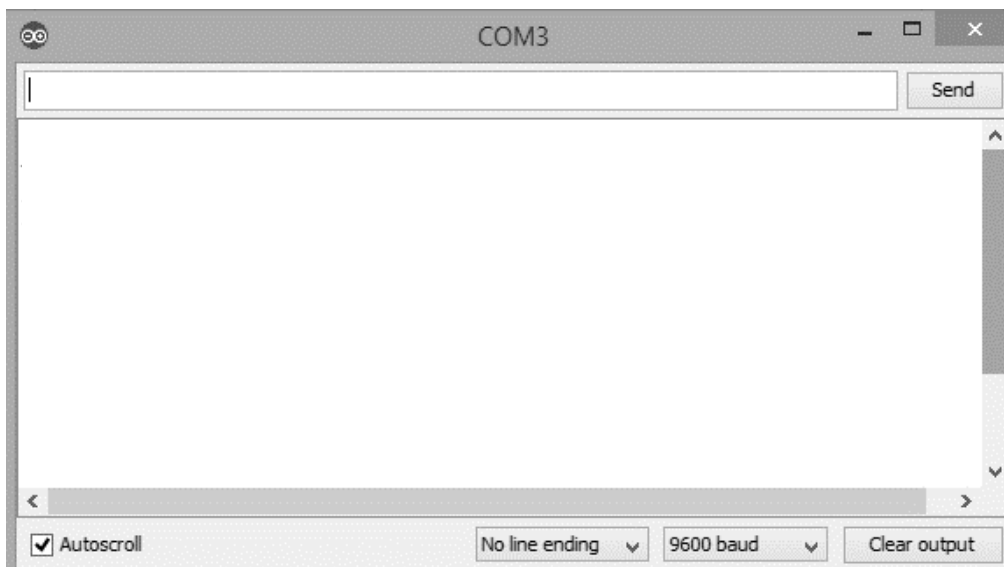 COM3
Send
Autoscroll
No line ending
9600 baud
Clear output